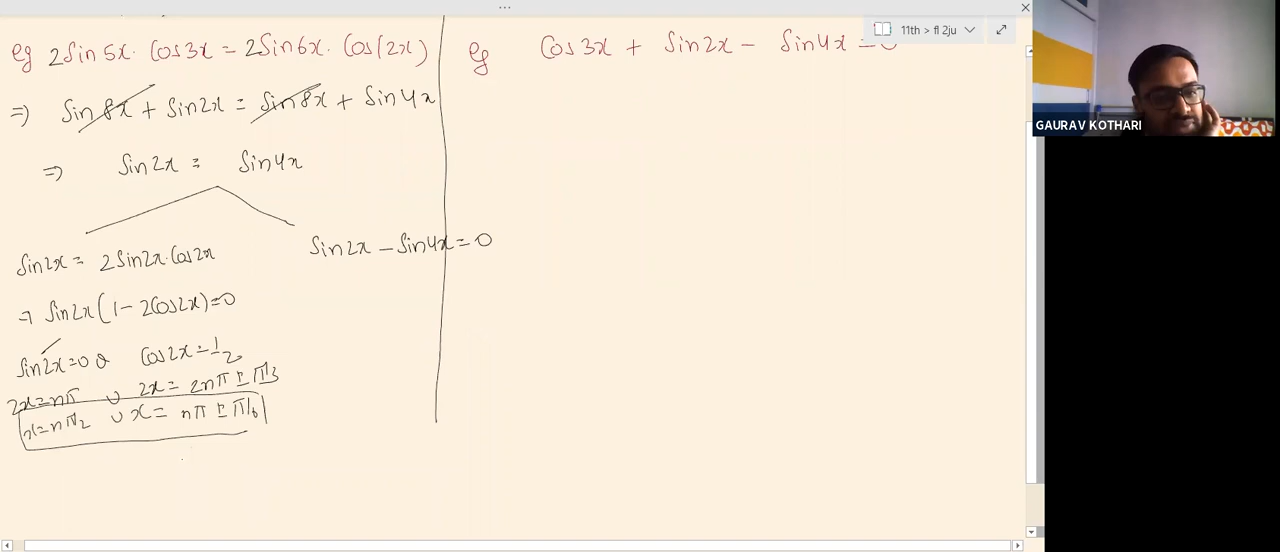 eg 2Sin5x. Cos3x = 2Sin6x. Cos(2x)
=) Sin8x + Sin2x = Sin8x + Sin4x
=) Sin2x = Sin4x
Sin2x = 2Sin2x.Cos2x
Sin2x - Sin4x = 0
Sin2x(1 - 2Cos2x) = 0
Sin2x = 0 Cos2x = 1/2
2x = nπ ∪ 2x = 2nπ ± π/3
x = nπ/2 ∪ x = nπ ± π/6
eg Cos3x + Sin2x - Sin4x = 0
11th > fl 2ju
GAURAV KOTHARI